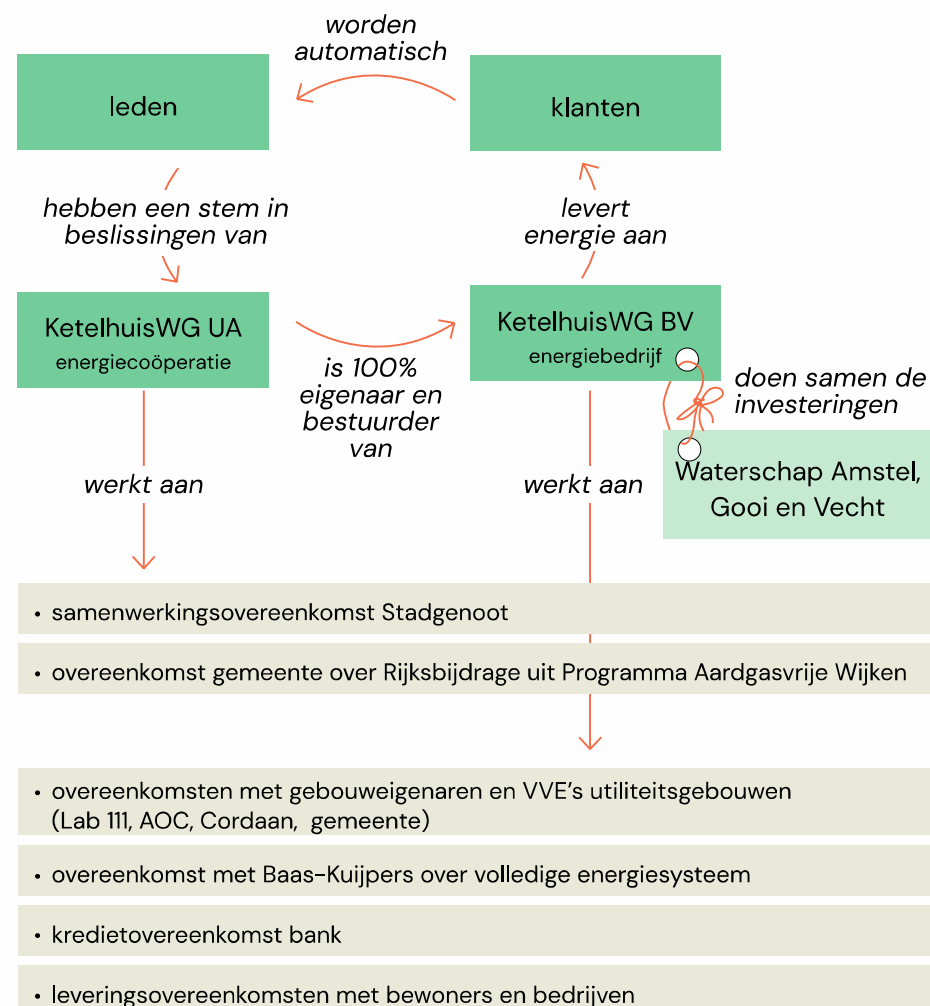 worden
automatisch
leden
klanten
hebben een stem in
beslissingen van
levert
energie aan
KetelhuisWG UA
energiecoöperatie
KetelhuisWG BV
energiebedrijf
is 100%
eigenaar en
bestuurder
van
doen samen de
investeringen
Waterschap Amstel,
Gooi en Vecht
werkt aan
werkt aan
• samenwerkingsovereenkomst Stadgenoot
• overeenkomst gemeente over Rijksbijdrage uit Programma Aardgasvrije Wijken
• overeenkomsten met gebouweigenaren en VVE's utiliteitsgebouwen
(Lab 111, AOC, Cordaan, gemeente)
• overeenkomst met Baas-Kuijpers over volledige energiesysteem
• kredietovereenkomst bank
• leveringsovereenkomsten met bewoners en bedrijven